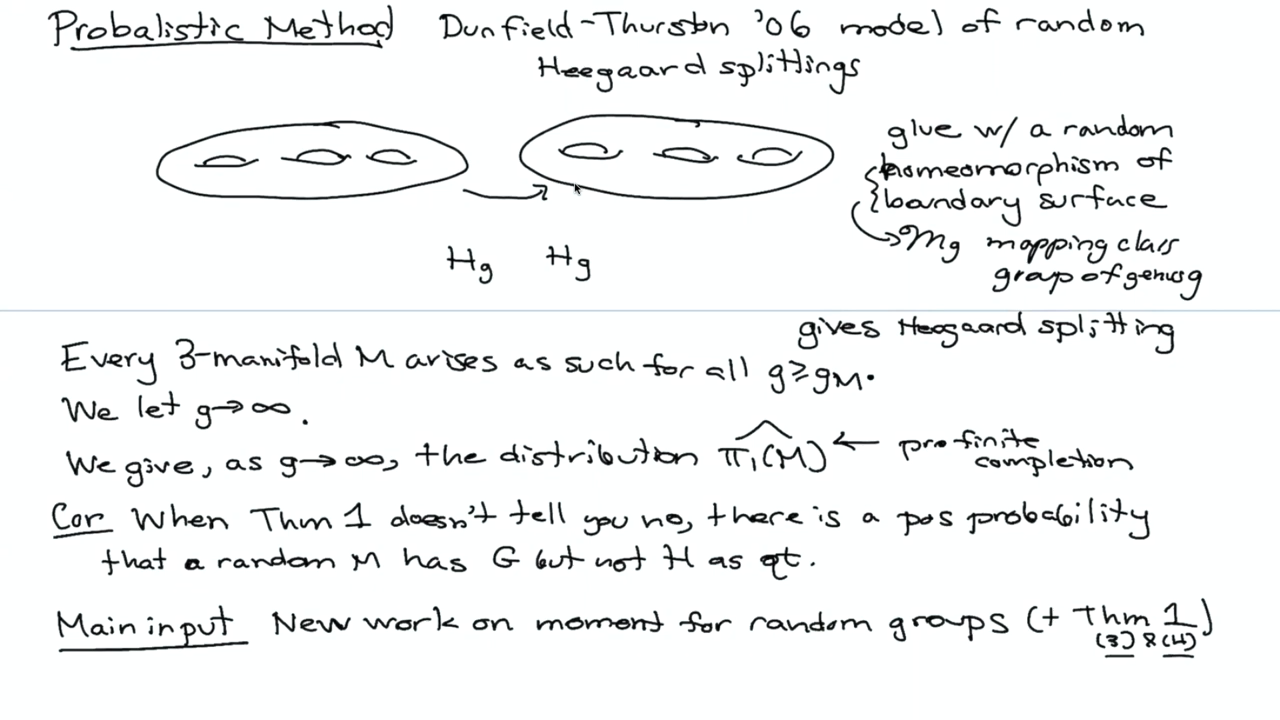 Probalistic Method Dunfield-Thurston '06 model of random
Heegaard splittings
glue w/ a random
homeomorphism of
boundary surface
→ Mg mapping class
group of genus g
Hg Hg
gives Heegaard splitting
Every 3-manifold M arises as such for all g ≥ gM.
We let g→∞.
We give, as g→∞, the distribution \widehat{π₁(M)} ← profinite
completion
Cor When Thm 1 doesn't tell you no, there is a pos probability
that a random M has G but not H as qt.
Main input New work on moment for random groups (+ Thm 1)
(3) & (4)